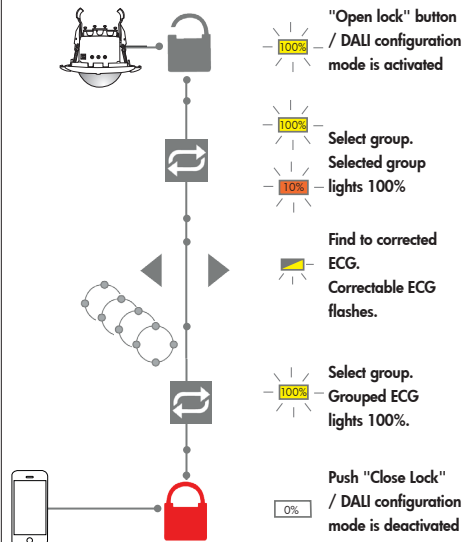 "Open lock" button
100% / DALI configuration
mode is activated
100%
Select group.
Selected group
10% lights 100%
Find to corrected
ECG.
Correctable ECG
flashes.
Select group.
100% Grouped ECG
lights 100%.
Push "Close Lock"
0% / DALI configuration
mode is deactivated